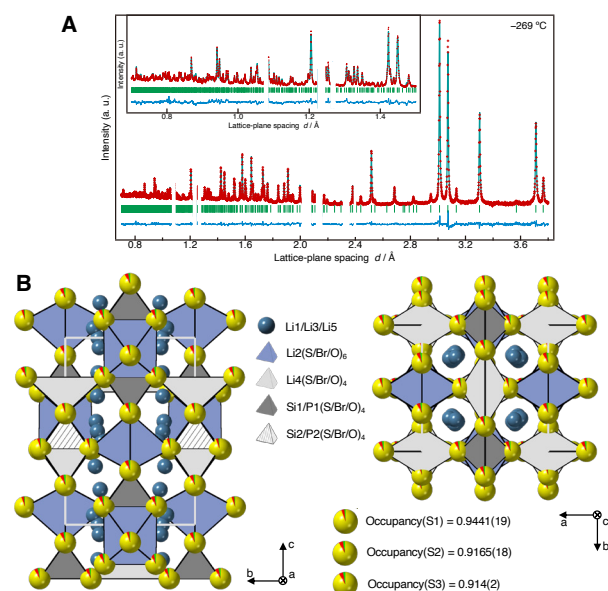 A
−269 ºC
Intensity (a. u.)
0.8 1.0 1.2 1.4
Lattice-plane spacing d / Å
Intensity (a. u.)
0.8 1.2 1.6 2.0 2.4 2.8 3.2 3.6
Lattice-plane spacing d / Å
B
Li1/Li3/Li5
Li2(S/Br/O)6
Li4(S/Br/O)4
Si1/P1(S/Br/O)4
Si2/P2(S/Br/O)4
c
b a
a c
b
Occupancy(S1) = 0.9441(19)
Occupancy(S2) = 0.9165(18)
Occupancy(S3) = 0.914(2)